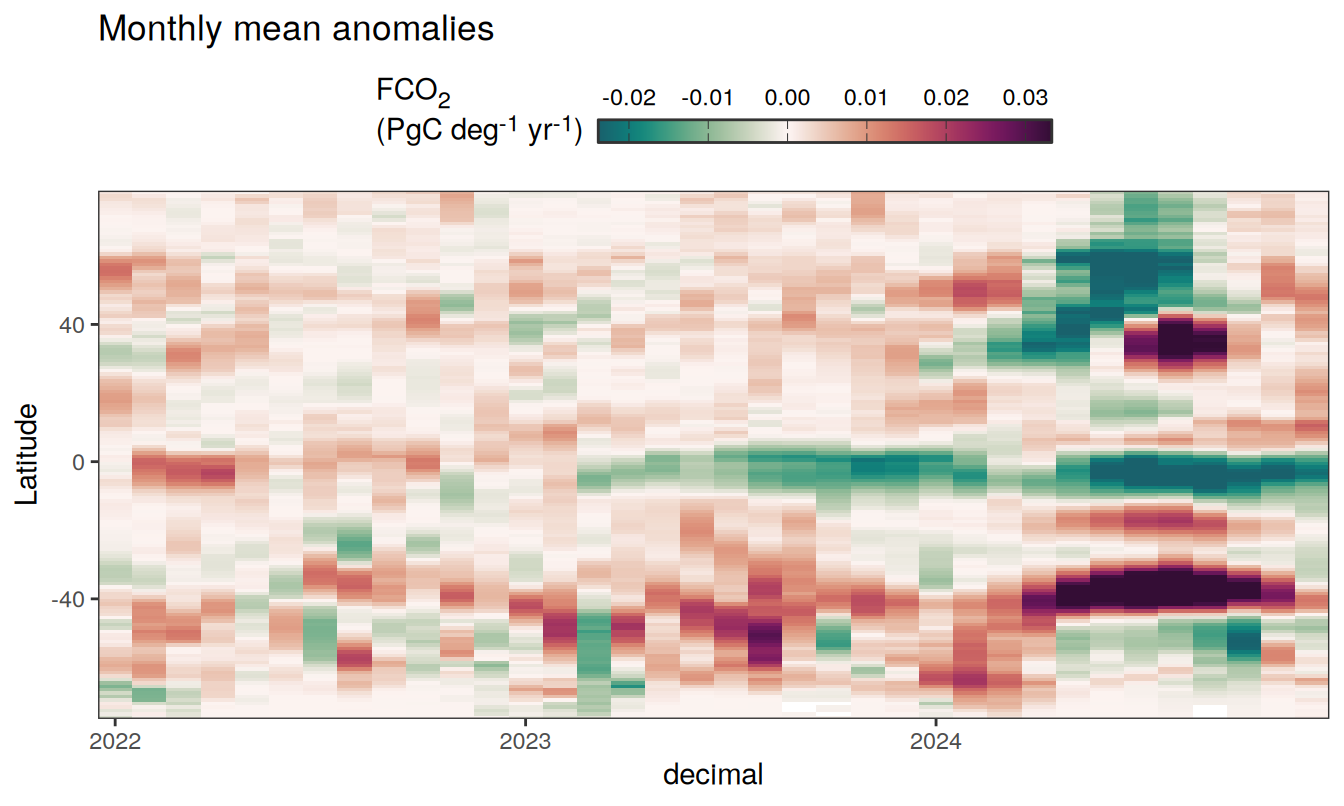 Monthly mean anomalies
FCO₂
(PgC deg⁻¹ yr⁻¹)
-0.02 -0.01 0.00 0.01 0.02 0.03
Latitude
40
0
-40
2022 2023 2024
decimal